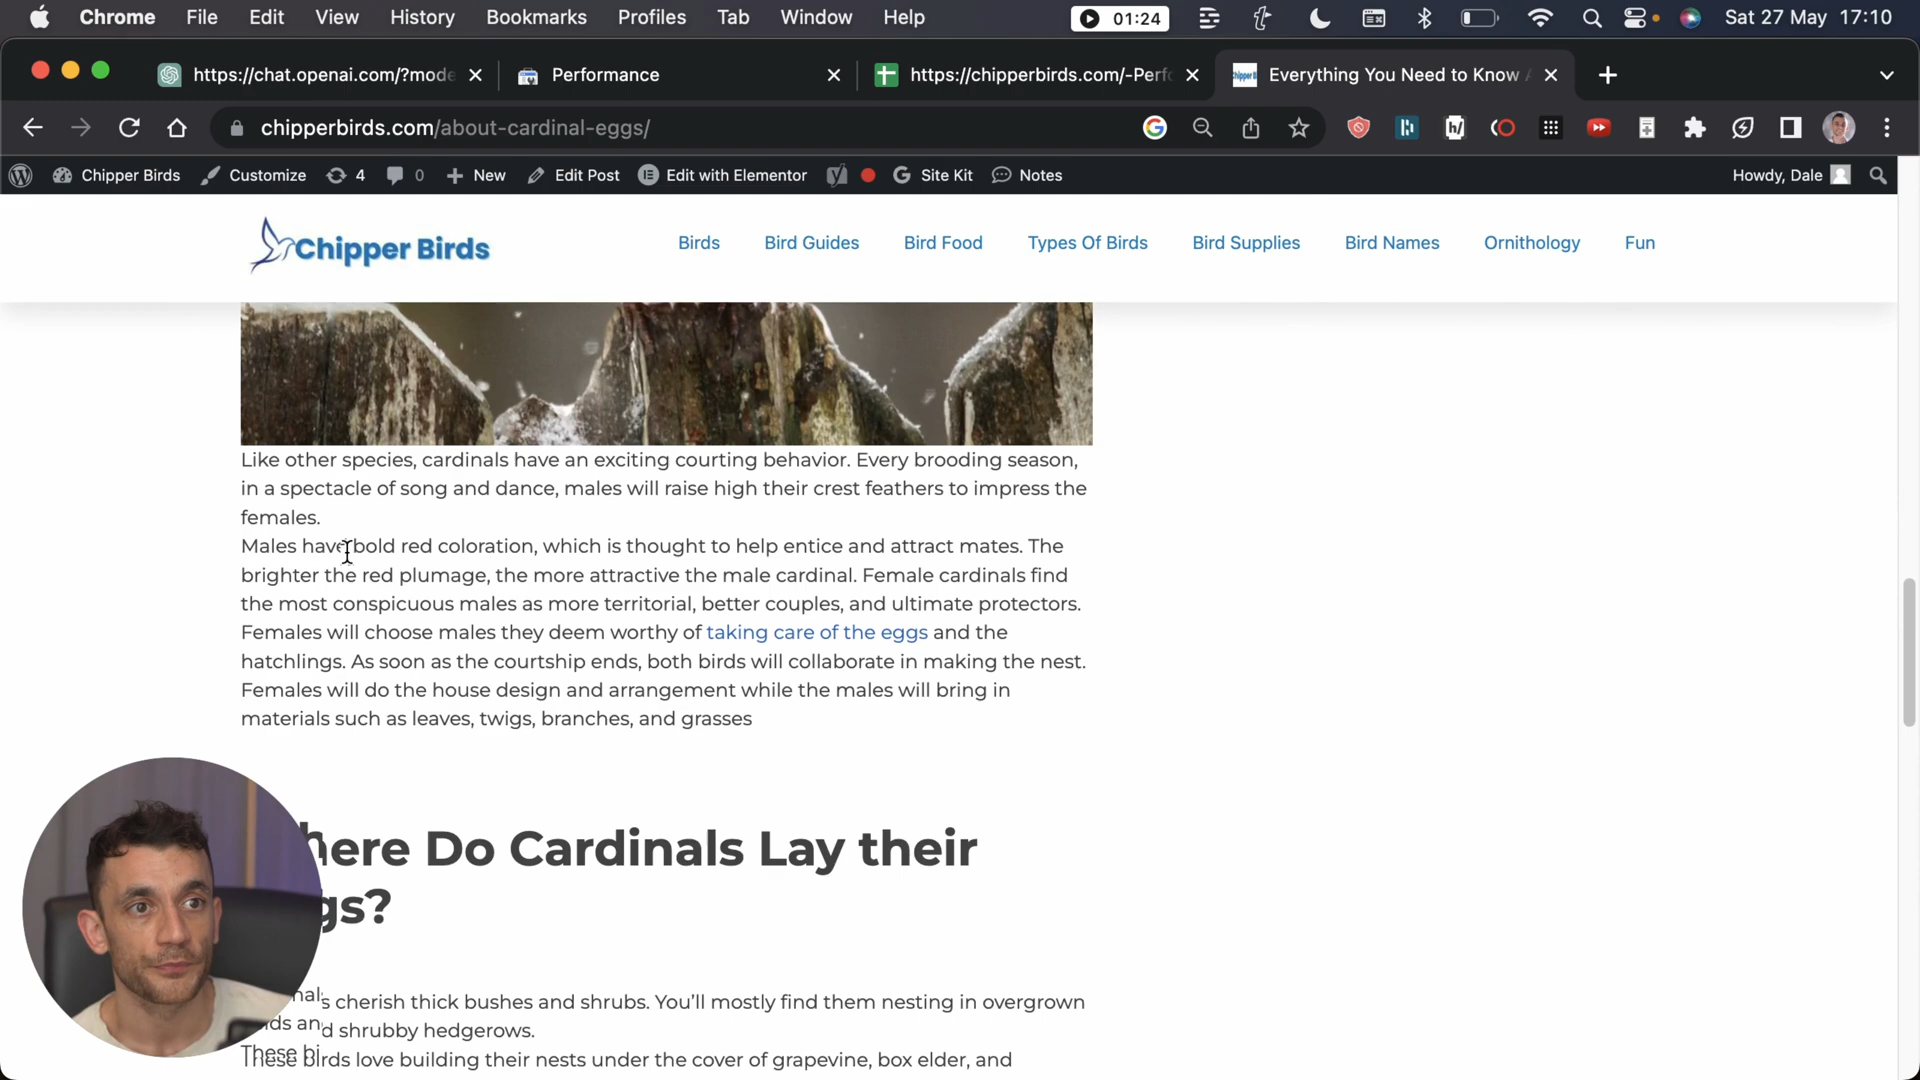 Chrome File Edit View History Bookmarks Profiles Tab Window Help 01:24 Sat 27 May 17:10
https://chat.openai.com/?mode Performance https://chipperbirds.com/-Perf Everything You Need to Know
chipperbirds.com/about-cardinal-eggs/
Chipper Birds Customize 4 0 New Edit Post Edit with Elementor Site Kit Notes Howdy, Dale
Chipper Birds Birds Bird Guides Bird Food Types Of Birds Bird Supplies Bird Names Ornithology Fun
Like other species, cardinals have an exciting courting behavior. Every brooding season,
in a spectacle of song and dance, males will raise high their crest feathers to impress the
females.
Males have bold red coloration, which is thought to help entice and attract mates. The
brighter the red plumage, the more attractive the male cardinal. Female cardinals find
the most conspicuous males as more territorial, better couples, and ultimate protectors.
Females will choose males they deem worthy of taking care of the eggs and the
hatchlings. As soon as the courtship ends, both birds will collaborate in making the nest.
Females will do the house design and arrangement while the males will bring in
materials such as leaves, twigs, branches, and grasses
here Do Cardinals Lay their
gs?
s cherish thick bushes and shrubs. You'll mostly find them nesting in overgrown
d shrubby hedgerows.
These birds love building their nests under the cover of grapevine, box elder, and